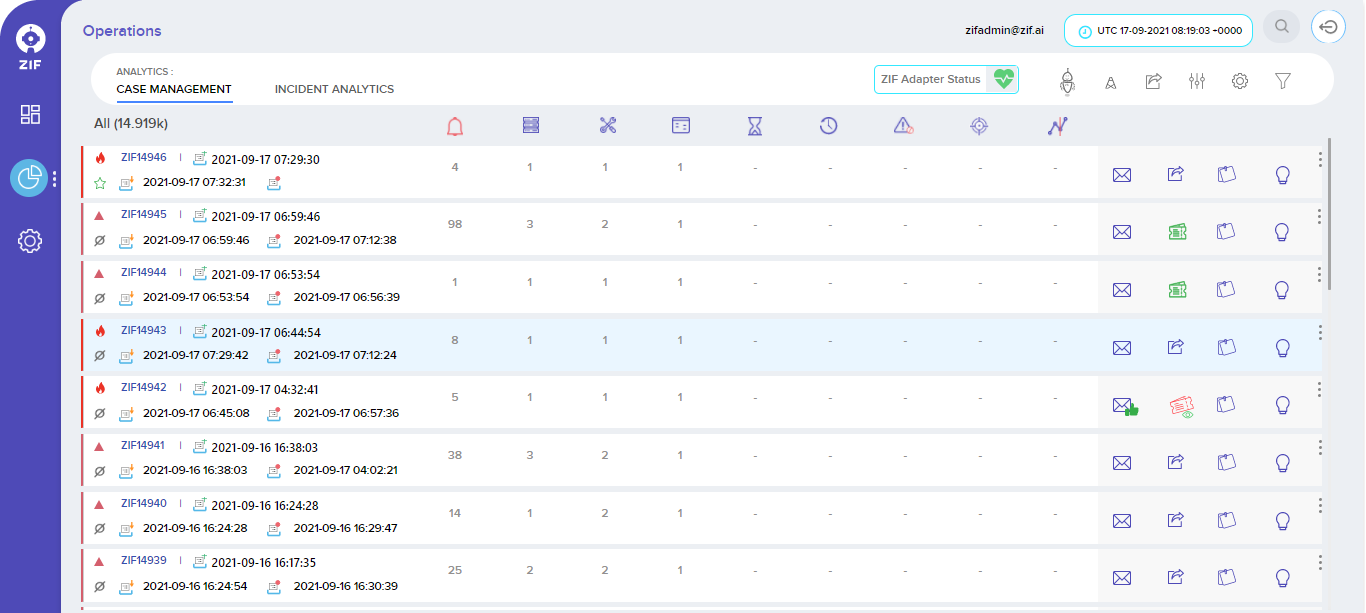 ZIF
Operations
zifadmin@zif.ai
UTC 17-09-2021 08:19:03 +0000
ANALYTICS :
CASE MANAGEMENT
INCIDENT ANALYTICS
ZIF Adapter Status
All (14.919k)
ZIF14946 | 2021-09-17 07:29:30
2021-09-17 07:32:31
4 1 1 1 - - - - -
ZIF14945 | 2021-09-17 06:59:46
2021-09-17 06:59:46 2021-09-17 07:12:38
98 3 2 1 - - - - -
ZIF14944 | 2021-09-17 06:53:54
2021-09-17 06:53:54 2021-09-17 06:56:39
1 1 1 1 - - - - -
ZIF14943 | 2021-09-17 06:44:54
2021-09-17 07:29:42 2021-09-17 07:12:24
8 1 1 1 - - - - -
ZIF14942 | 2021-09-17 04:32:41
2021-09-17 06:45:08 2021-09-17 06:57:36
5 1 1 1 - - - - -
ZIF14941 | 2021-09-16 16:38:03
2021-09-16 16:38:03 2021-09-17 04:02:21
38 3 2 1 - - - - -
ZIF14940 | 2021-09-16 16:24:28
2021-09-16 16:24:28 2021-09-16 16:29:47
14 1 2 1 - - - - -
ZIF14939 | 2021-09-16 16:17:35
2021-09-16 16:24:54 2021-09-16 16:30:39
25 2 2 1 - - - - -